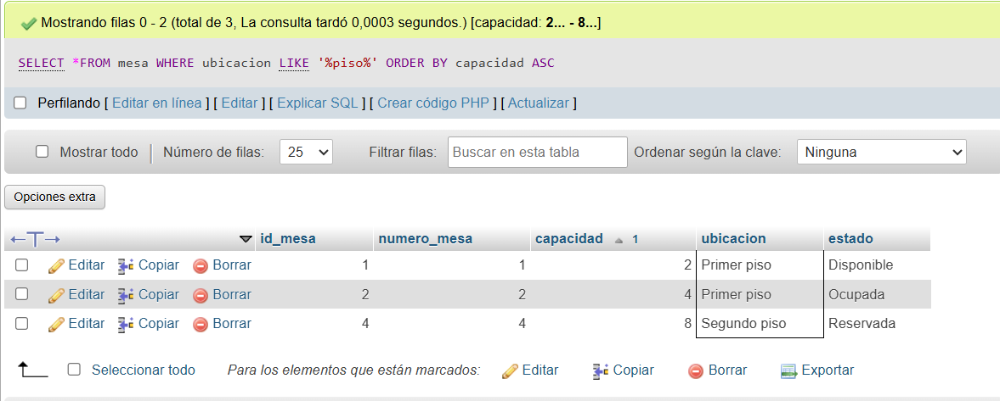 Mostrando filas 0 - 2 (total de 3, La consulta tardó 0,0003 segundos.) [capacidad: 2... - 8...]
SELECT *FROM mesa WHERE ubicacion LIKE '%piso%' ORDER BY capacidad ASC
Perfilando [ Editar en línea ] [ Editar ] [ Explicar SQL ] [ Crear código PHP ] [ Actualizar ]
Mostrar todo Número de filas: 25 Filtrar filas: Buscar en esta tabla Ordenar según la clave: Ninguna
Opciones extra
←T→ id_mesa numero_mesa capacidad 1 ubicacion estado
Editar Copiar Borrar 1 1 2 Primer piso Disponible
Editar Copiar Borrar 2 2 4 Primer piso Ocupada
Editar Copiar Borrar 4 4 8 Segundo piso Reservada
Seleccionar todo Para los elementos que están marcados: Editar Copiar Borrar Exportar